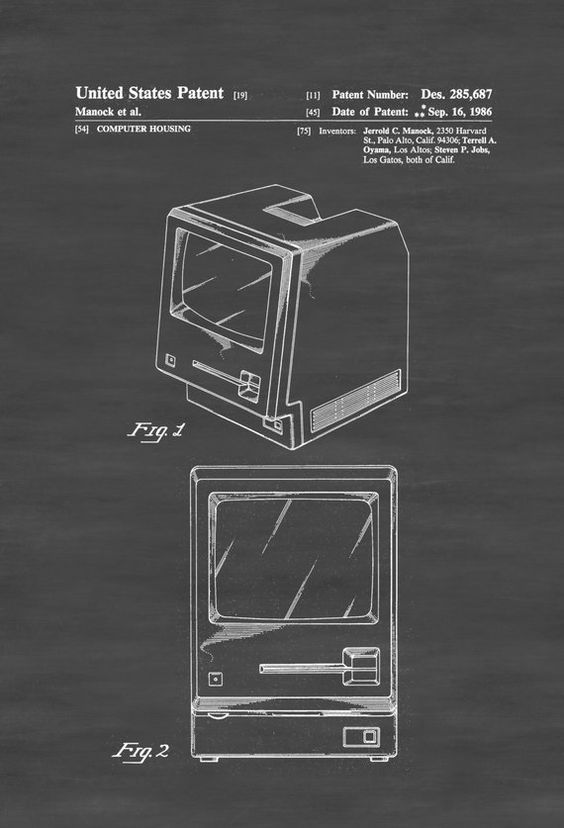 United States Patent [19]
[11] Patent Number: Des. 285,687
Manock et al.
[45] Date of Patent: ** Sep. 16, 1986
[54] COMPUTER HOUSING
[75] Inventors: Jerrold C. Manock, 2350 Harvard
St., Palo Alto, Calif. 94306; Terrell A.
Oyama, Los Altos; Steven P. Jobs,
Los Gatos, both of Calif.
Fig. 1
Fig. 2